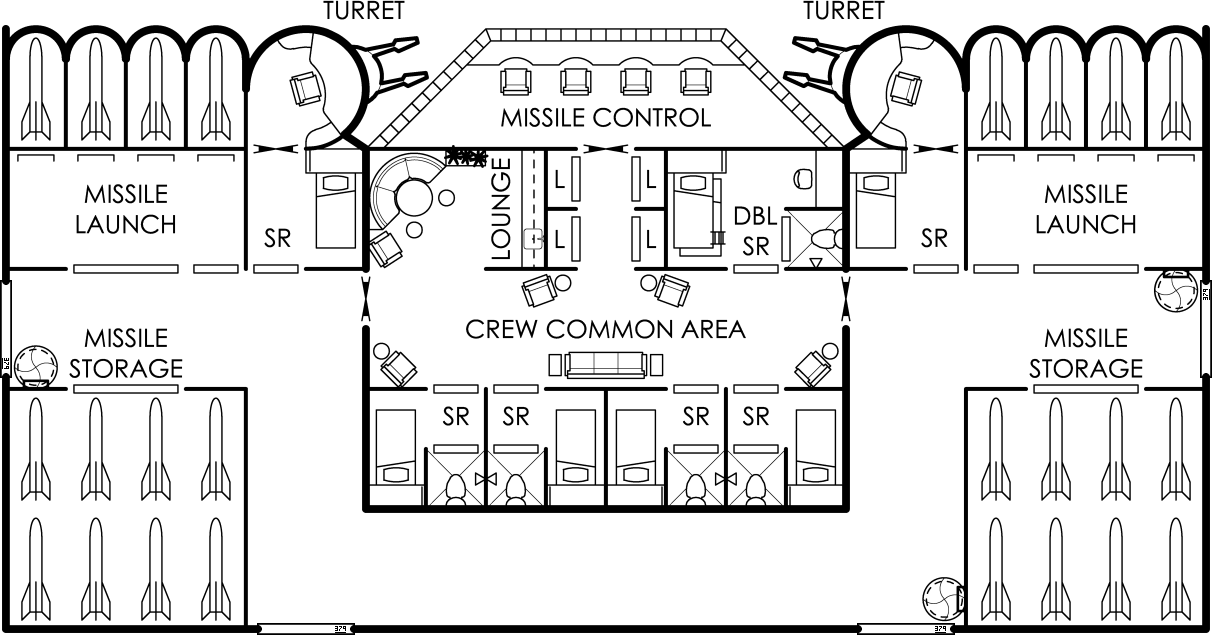 TURRET
TURRET
MISSILE CONTROL
MISSILE
LAUNCH
SR
LOUNGE
L
L
L
L
DBL
SR
SR
MISSILE
LAUNCH
CREW COMMON AREA
MISSILE
STORAGE
MISSILE
STORAGE
SR
SR
SR
SR